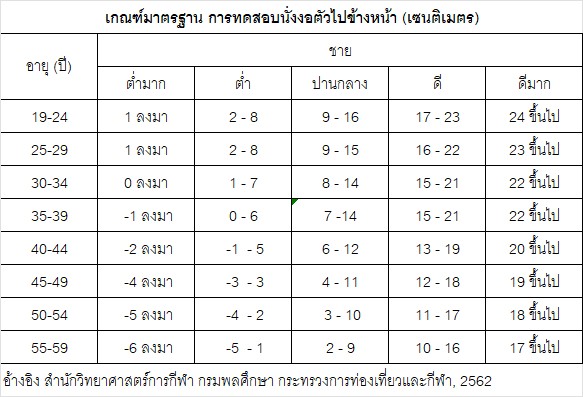 เกณฑ์มาตรฐาน การทดสอบนั่งงอตัวไปข้างหน้า (เซนติเมตร)
อายุ (ปี) ชาย
ต่ำมาก ต่ำ ปานกลาง ดี ดีมาก
19-24 1 ลงมา 2 - 8 9 - 16 17 - 23 24 ขึ้นไป
25-29 1 ลงมา 2 - 8 9 - 15 16 - 22 23 ขึ้นไป
30-34 0 ลงมา 1 - 7 8 - 14 15 - 21 22 ขึ้นไป
35-39 -1 ลงมา 0 - 6 7 -14 15 - 21 22 ขึ้นไป
40-44 -2 ลงมา -1 - 5 6 - 12 13 - 19 20 ขึ้นไป
45-49 -4 ลงมา -3 - 3 4 - 11 12 - 18 19 ขึ้นไป
50-54 -5 ลงมา -4 - 2 3 - 10 11 - 17 18 ขึ้นไป
55-59 -6 ลงมา -5 - 1 2 - 9 10 - 16 17 ขึ้นไป
อ้างอิง สำนักวิทยาศาสตร์การกีฬา กรมพลศึกษา กระทรวงการท่องเที่ยวและกีฬา, 2562